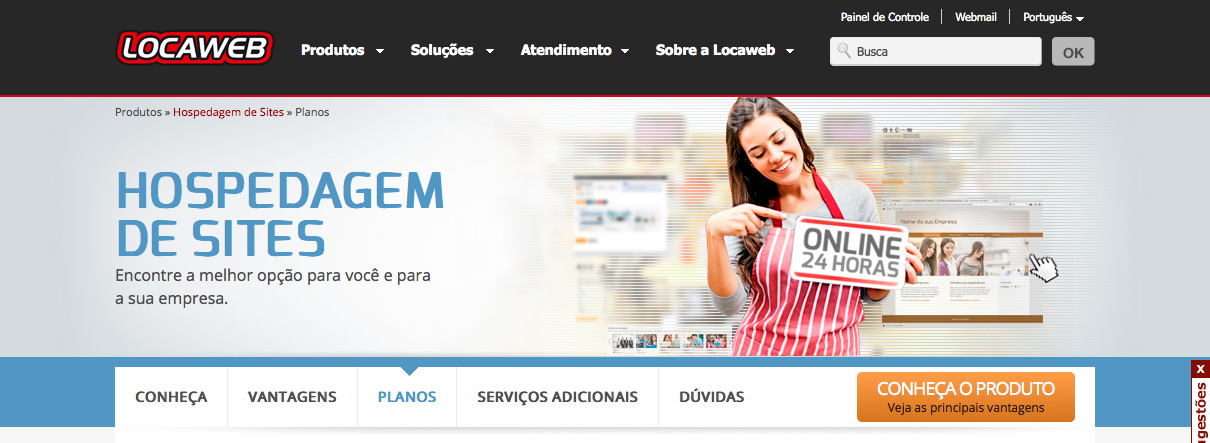 Painel de Controle
Webmail
Português
LOCAWEB
Produtos
Soluções
Atendimento
Sobre a Locaweb
Busca
OK
Produtos » Hospedagem de Sites » Planos
HOSPEDAGEM
DE SITES
Encontre a melhor opção para você e para
a sua empresa.
ONLINE
24 HORAS
Nome da sua Empresa
CONHEÇA
VANTAGENS
PLANOS
SERVIÇOS ADICIONAIS
DÚVIDAS
CONHEÇA O PRODUTO
Veja as principais vantagens
x
gestões